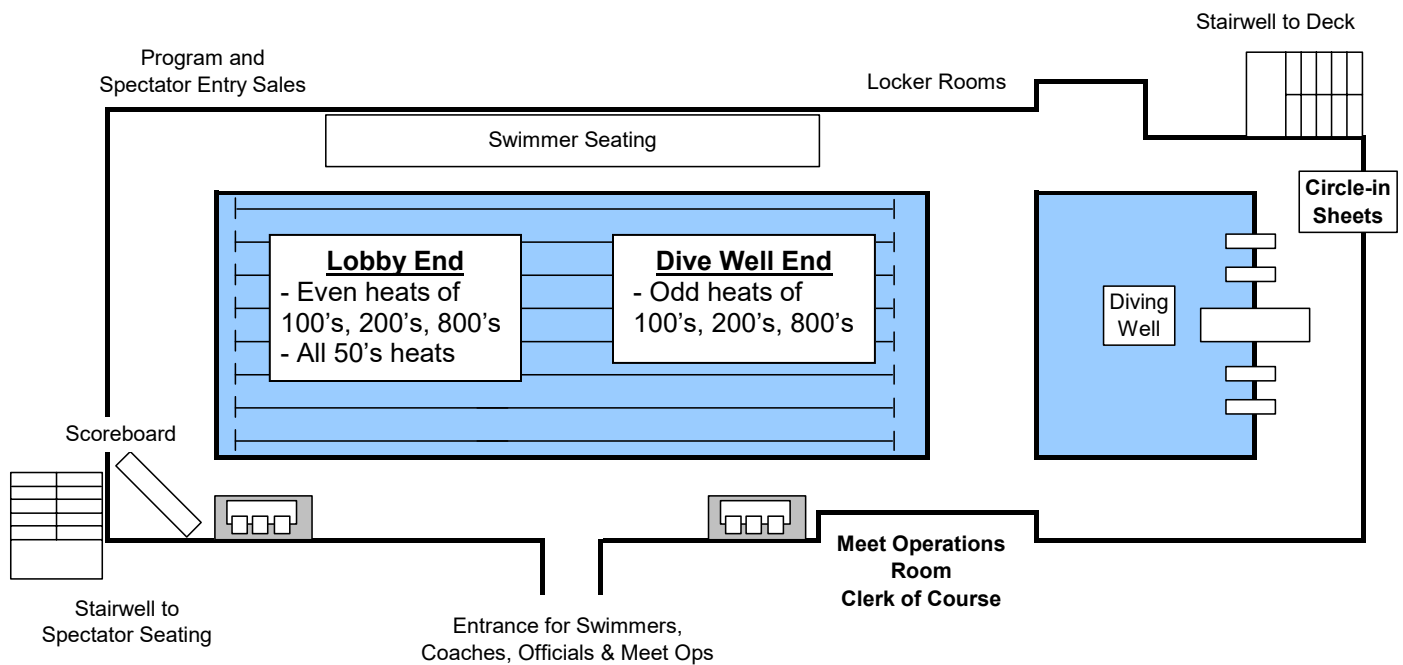 Stairwell to Deck
Program and
Spectator Entry Sales
Locker Rooms
Swimmer Seating
Circle-in
Sheets
Lobby End
- Even heats of
100’s, 200’s, 800’s
- All 50’s heats
Dive Well End
- Odd heats of
100’s, 200’s, 800’s
Diving
Well
Scoreboard
Meet Operations
Room
Clerk of Course
Stairwell to
Spectator Seating
Entrance for Swimmers,
Coaches, Officials & Meet Ops